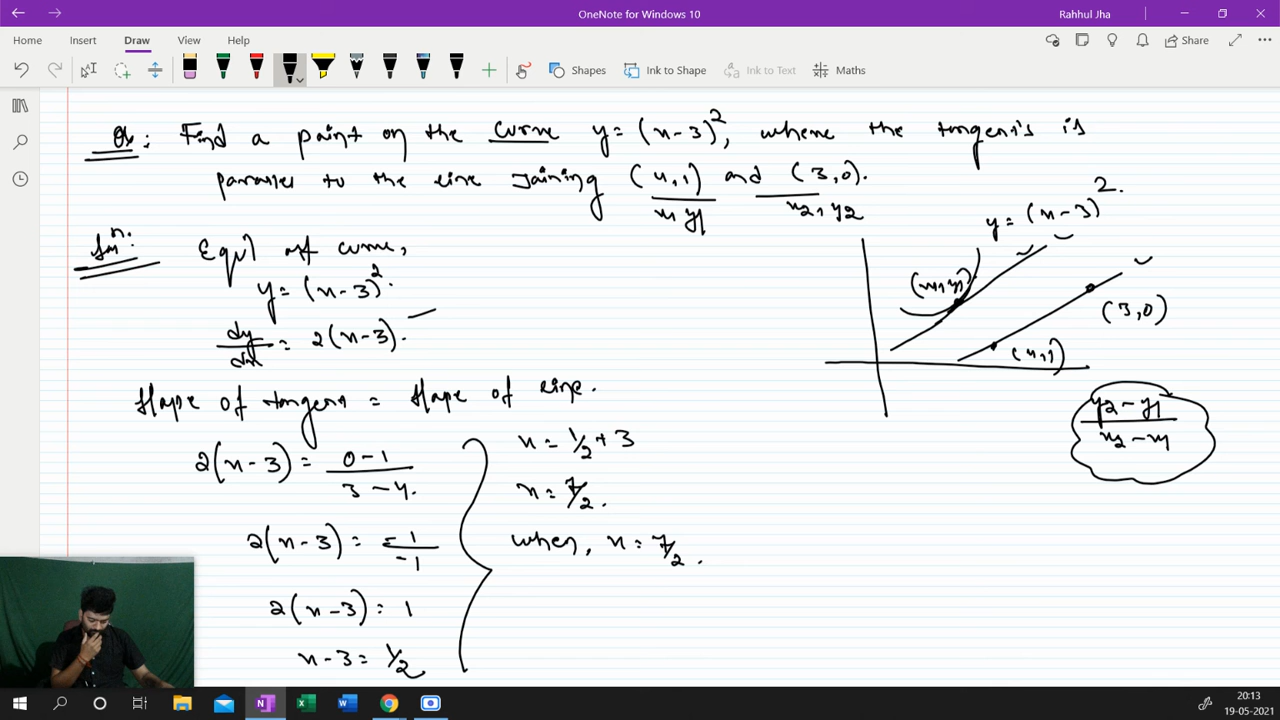 OneNote for Windows 10
Rahhul Jha
Home Insert Draw View Help
Share
Shapes Ink to Shape Ink to Text Maths
Qs: Find a point on the curve y = (x-3)^2, where the tangents is
parallel to the line joining (4,1) and (3,0).
x1 y1 x2, y2
y = (x-3)^2.
Sol^n: Eqn of curve,
y = (x-3)^2.
dy/dx = 2(x-3).
(x1,y1)
(3,0)
(4,1)
y2-y1
x2-x1
Slope of tangent = slope of line.
2(x-3) = 0-1 / 3-4.
2(x-3) = -1 / -1
2(x-3) = 1
x-3 = 1/2
x = 1/2 + 3
x = 7/2.
when, x = 7/2.
20:13
19-05-2021